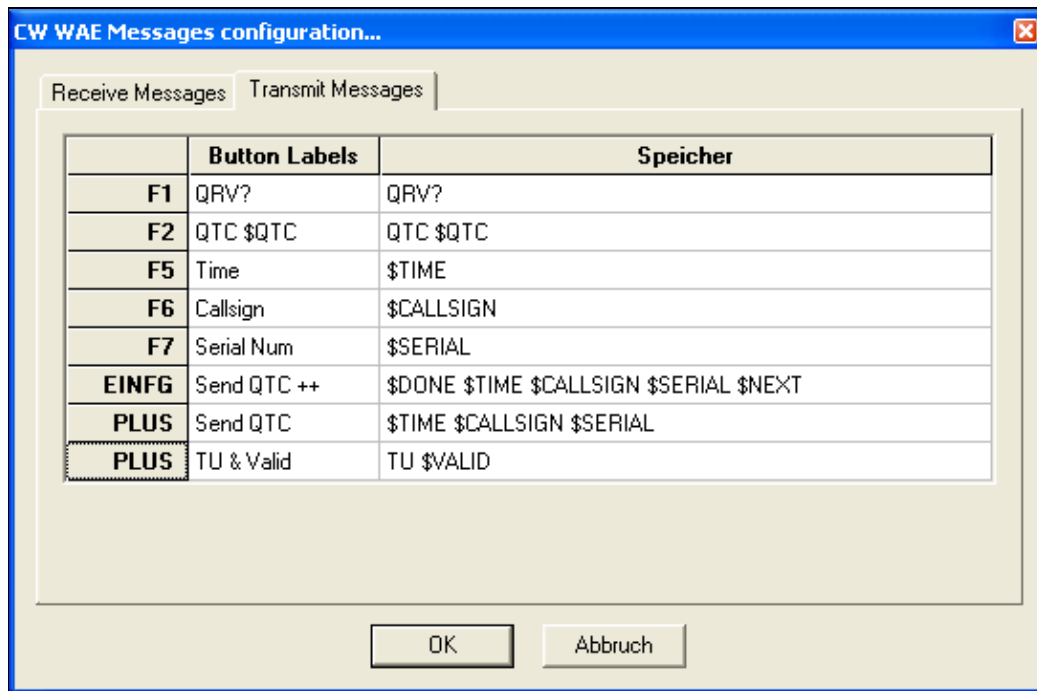 CW WAE Messages configuration...
Receive Messages Transmit Messages
Button Labels Speicher
F1 QRV? QRV?
F2 QTC $QTC QTC $QTC
F5 Time $TIME
F6 Callsign $CALLSIGN
F7 Serial Num $SERIAL
EINFG Send QTC ++ $DONE $TIME $CALLSIGN $SERIAL $NEXT
PLUS Send QTC $TIME $CALLSIGN $SERIAL
PLUS TU & Valid TU $VALID
OK Abbruch